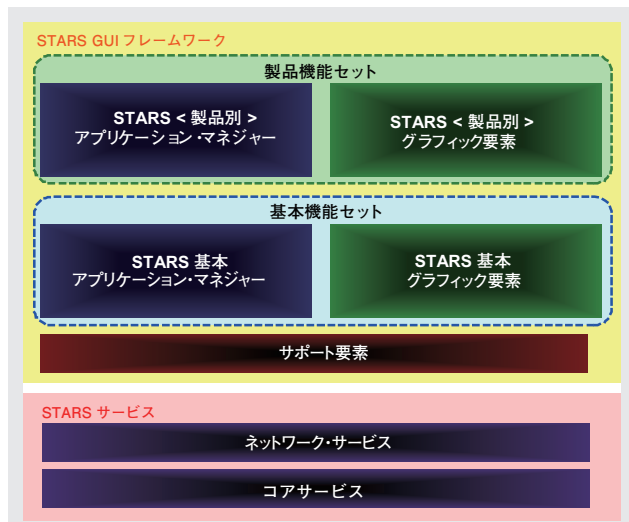 STARS GUI フレームワーク
製品機能セット
STARS < 製品別 >
アプリケーション・マネジャー
STARS < 製品別 >
グラフィック要素
基本機能セット
STARS 基本
アプリケーション・マネジャー
STARS 基本
グラフィック要素
サポート要素
STARS サービス
ネットワーク・サービス
コアサービス